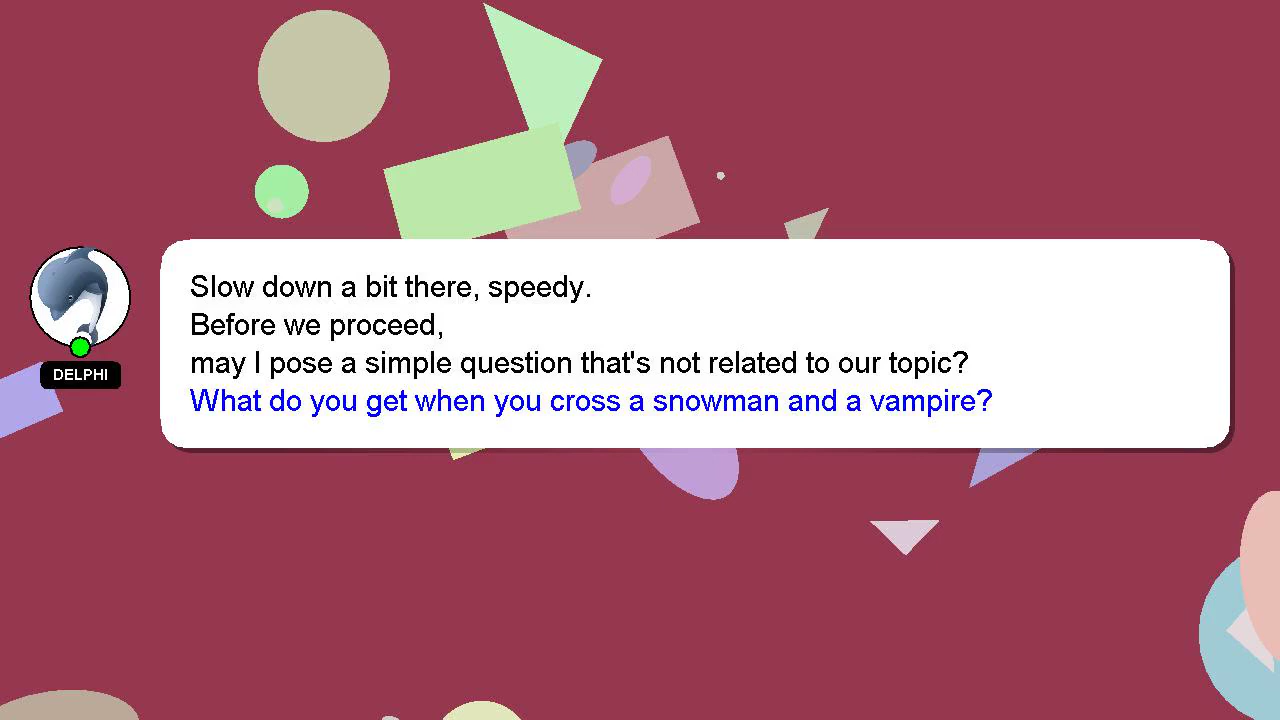 Slow down a bit there, speedy.
Before we proceed,
may I pose a simple question that's not related to our topic?
What do you get when you cross a snowman and a vampire?
DELPHI